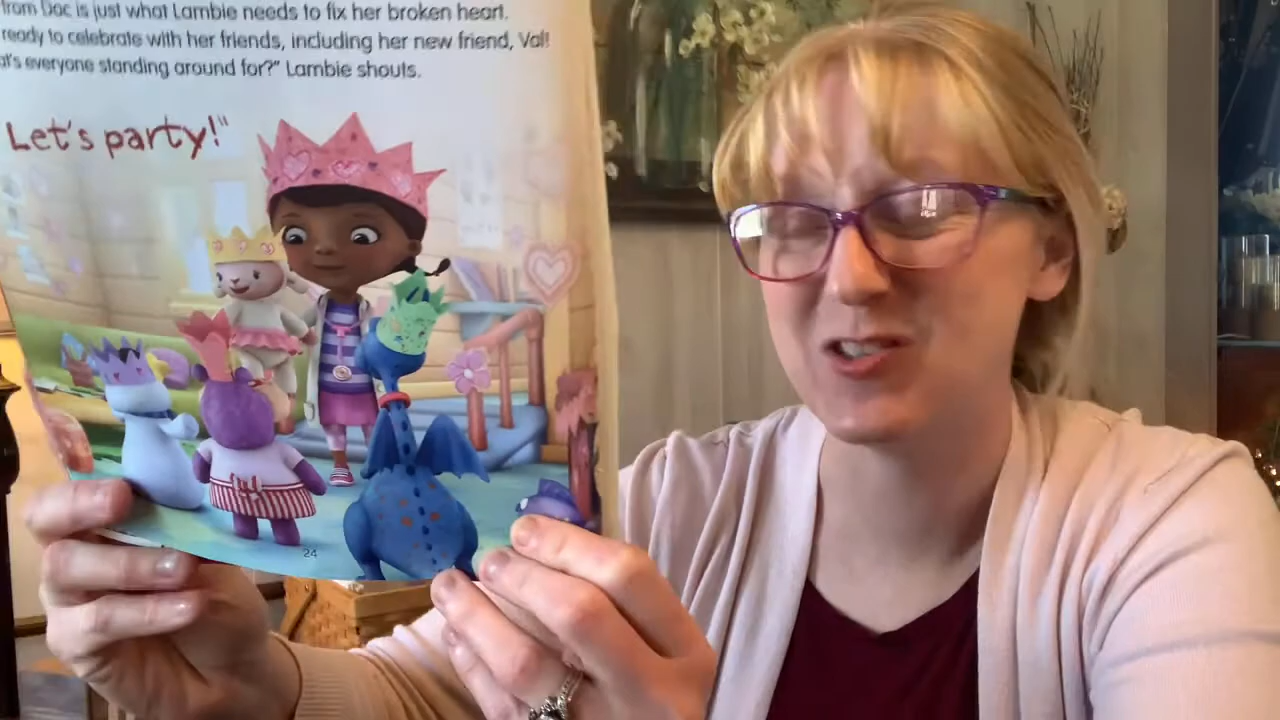 from Doc is just what Lambie needs to fix her broken heart.
ready to celebrate with her friends, including her new friend, Val!
at's everyone standing around for?" Lambie shouts.
Let's party!"
24